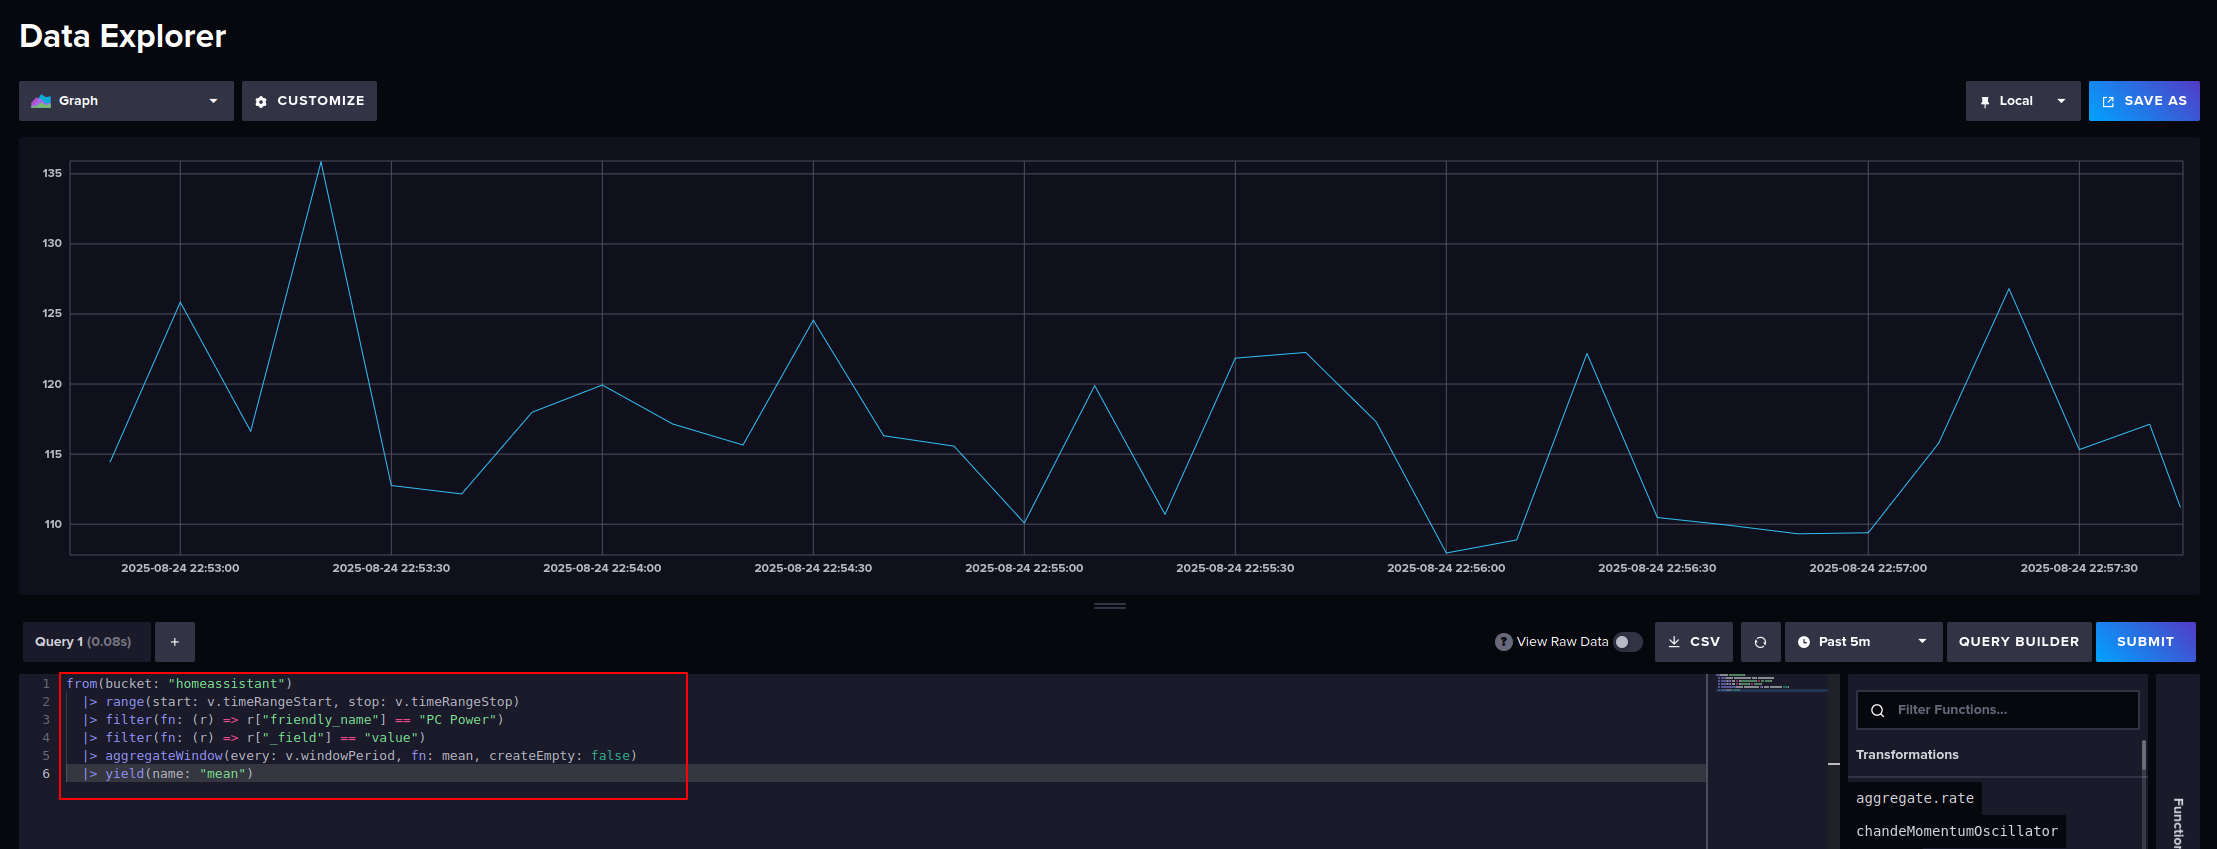 Data Explorer
Graph
CUSTOMIZE
Local
SAVE AS
135
130
125
120
115
110
2025-08-24 22:53:00
2025-08-24 22:53:30
2025-08-24 22:54:00
2025-08-24 22:54:30
2025-08-24 22:55:00
2025-08-24 22:55:30
2025-08-24 22:56:00
2025-08-24 22:56:30
2025-08-24 22:57:00
2025-08-24 22:57:30
Query 1 (0.08s)
+
?
View Raw Data
CSV
Past 5m
QUERY BUILDER
SUBMIT
1 from(bucket: "homeassistant")
2   |> range(start: v.timeRangeStart, stop: v.timeRangeStop)
3   |> filter(fn: (r) => r["friendly_name"] == "PC Power")
4   |> filter(fn: (r) => r["_field"] == "value")
5   |> aggregateWindow(every: v.windowPeriod, fn: mean, createEmpty: false)
6   |> yield(name: "mean")
Filter Functions...
Transformations
aggregate.rate
chandeMomentumOscillator